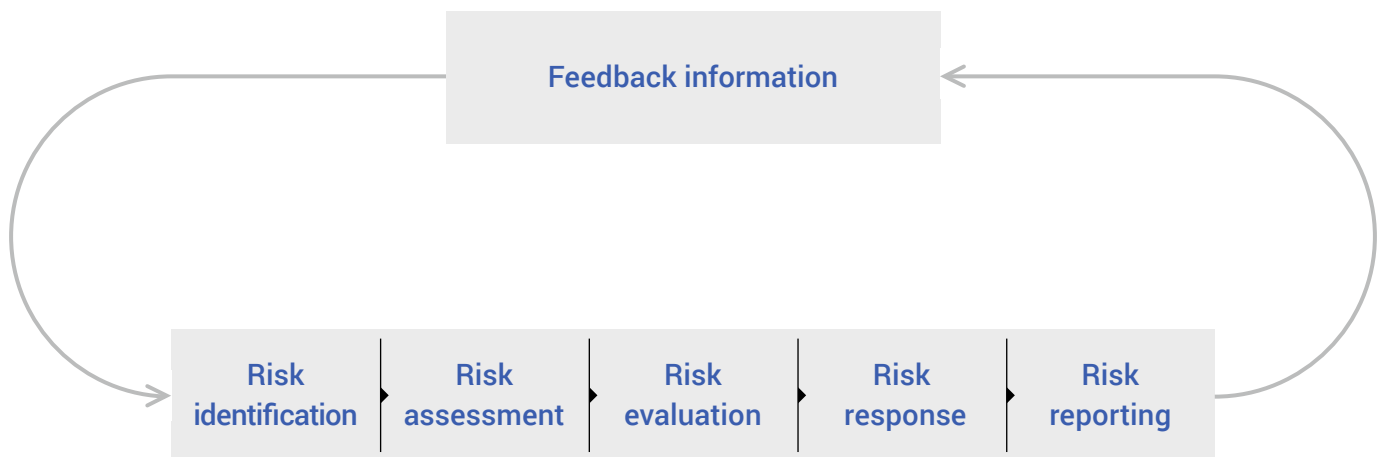 Feedback information
Risk
identification
Risk
assessment
Risk
evaluation
Risk
response
Risk
reporting